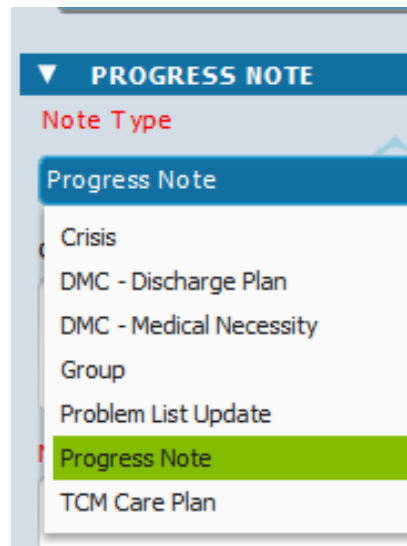 PROGRESS NOTE
Note Type
Progress Note
Crisis
DMC - Discharge Plan
DMC - Medical Necessity
Group
Problem List Update
Progress Note
TCM Care Plan